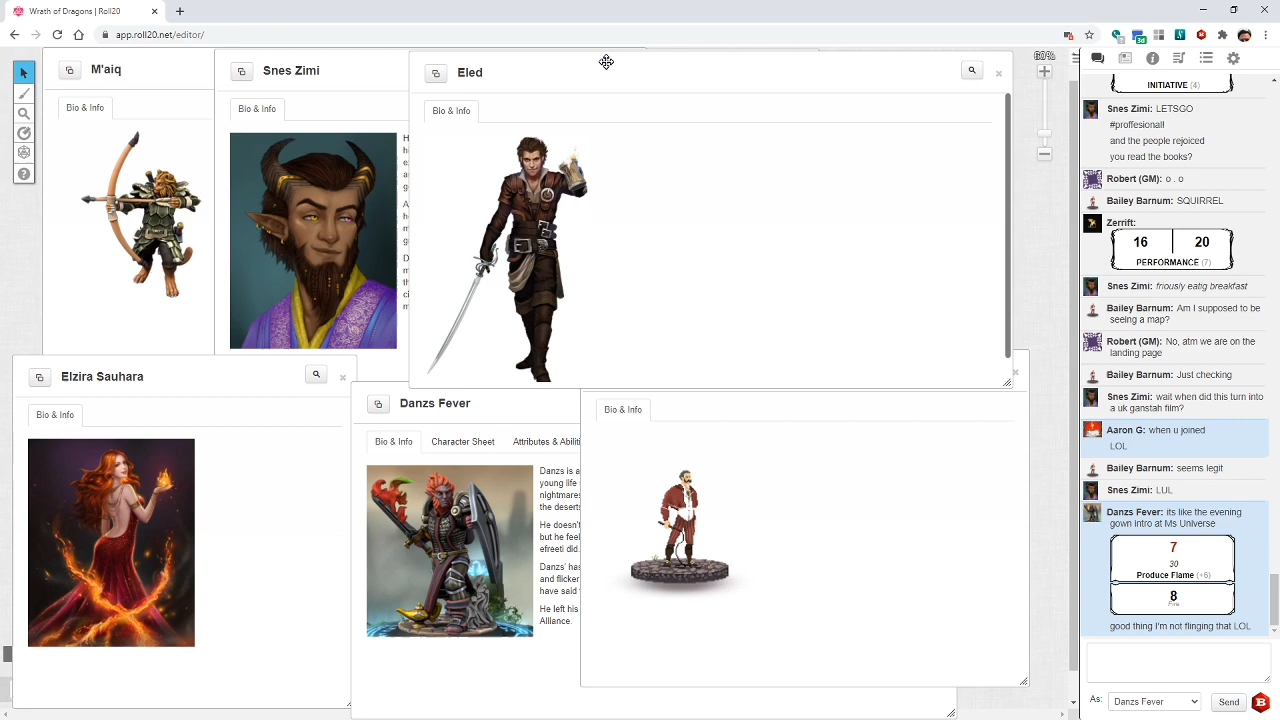 Wrath of Dragons | Roll20
app.roll20.net/editor/
M'aiq
Bio & Info
Snes Zimi
Bio & Info
Eled
Bio & Info
60%
Elzira Sauhara
Bio & Info
Danzs Fever
Bio & Info Character Sheet Attributes & Abiliti
Danzs is a
young life
nightmares
the deserts
He doesn'
but he feel
efreeti did.
Danzs' has
and flicker
have said
He left his
Alliance.
Bio & Info
INITIATIVE (4)
Snes Zimi: LETSGO
#proffesionall
and the people rejoiced
you read the books?
Robert (GM): o . o
Bailey Barnum: SQUIRREL
Zerrift:
16 20
PERFORMANCE (7)
Snes Zimi: friously eatig breakfast
Bailey Barnum: Am I supposed to be
seeing a map?
Robert (GM): No, atm we are on the
landing page
Bailey Barnum: Just checking
Snes Zimi: wait when did this turn into
a uk ganstah film?
Aaron G: when u joined
LOL
Bailey Barnum: seems legit
Snes Zimi: LUL
Danzs Fever: its like the evening
gown intro at Ms Universe
7
30
Produce Flame (+6)
8
Fire
good thing I'm not flinging that LOL
As: Danzs Fever Send